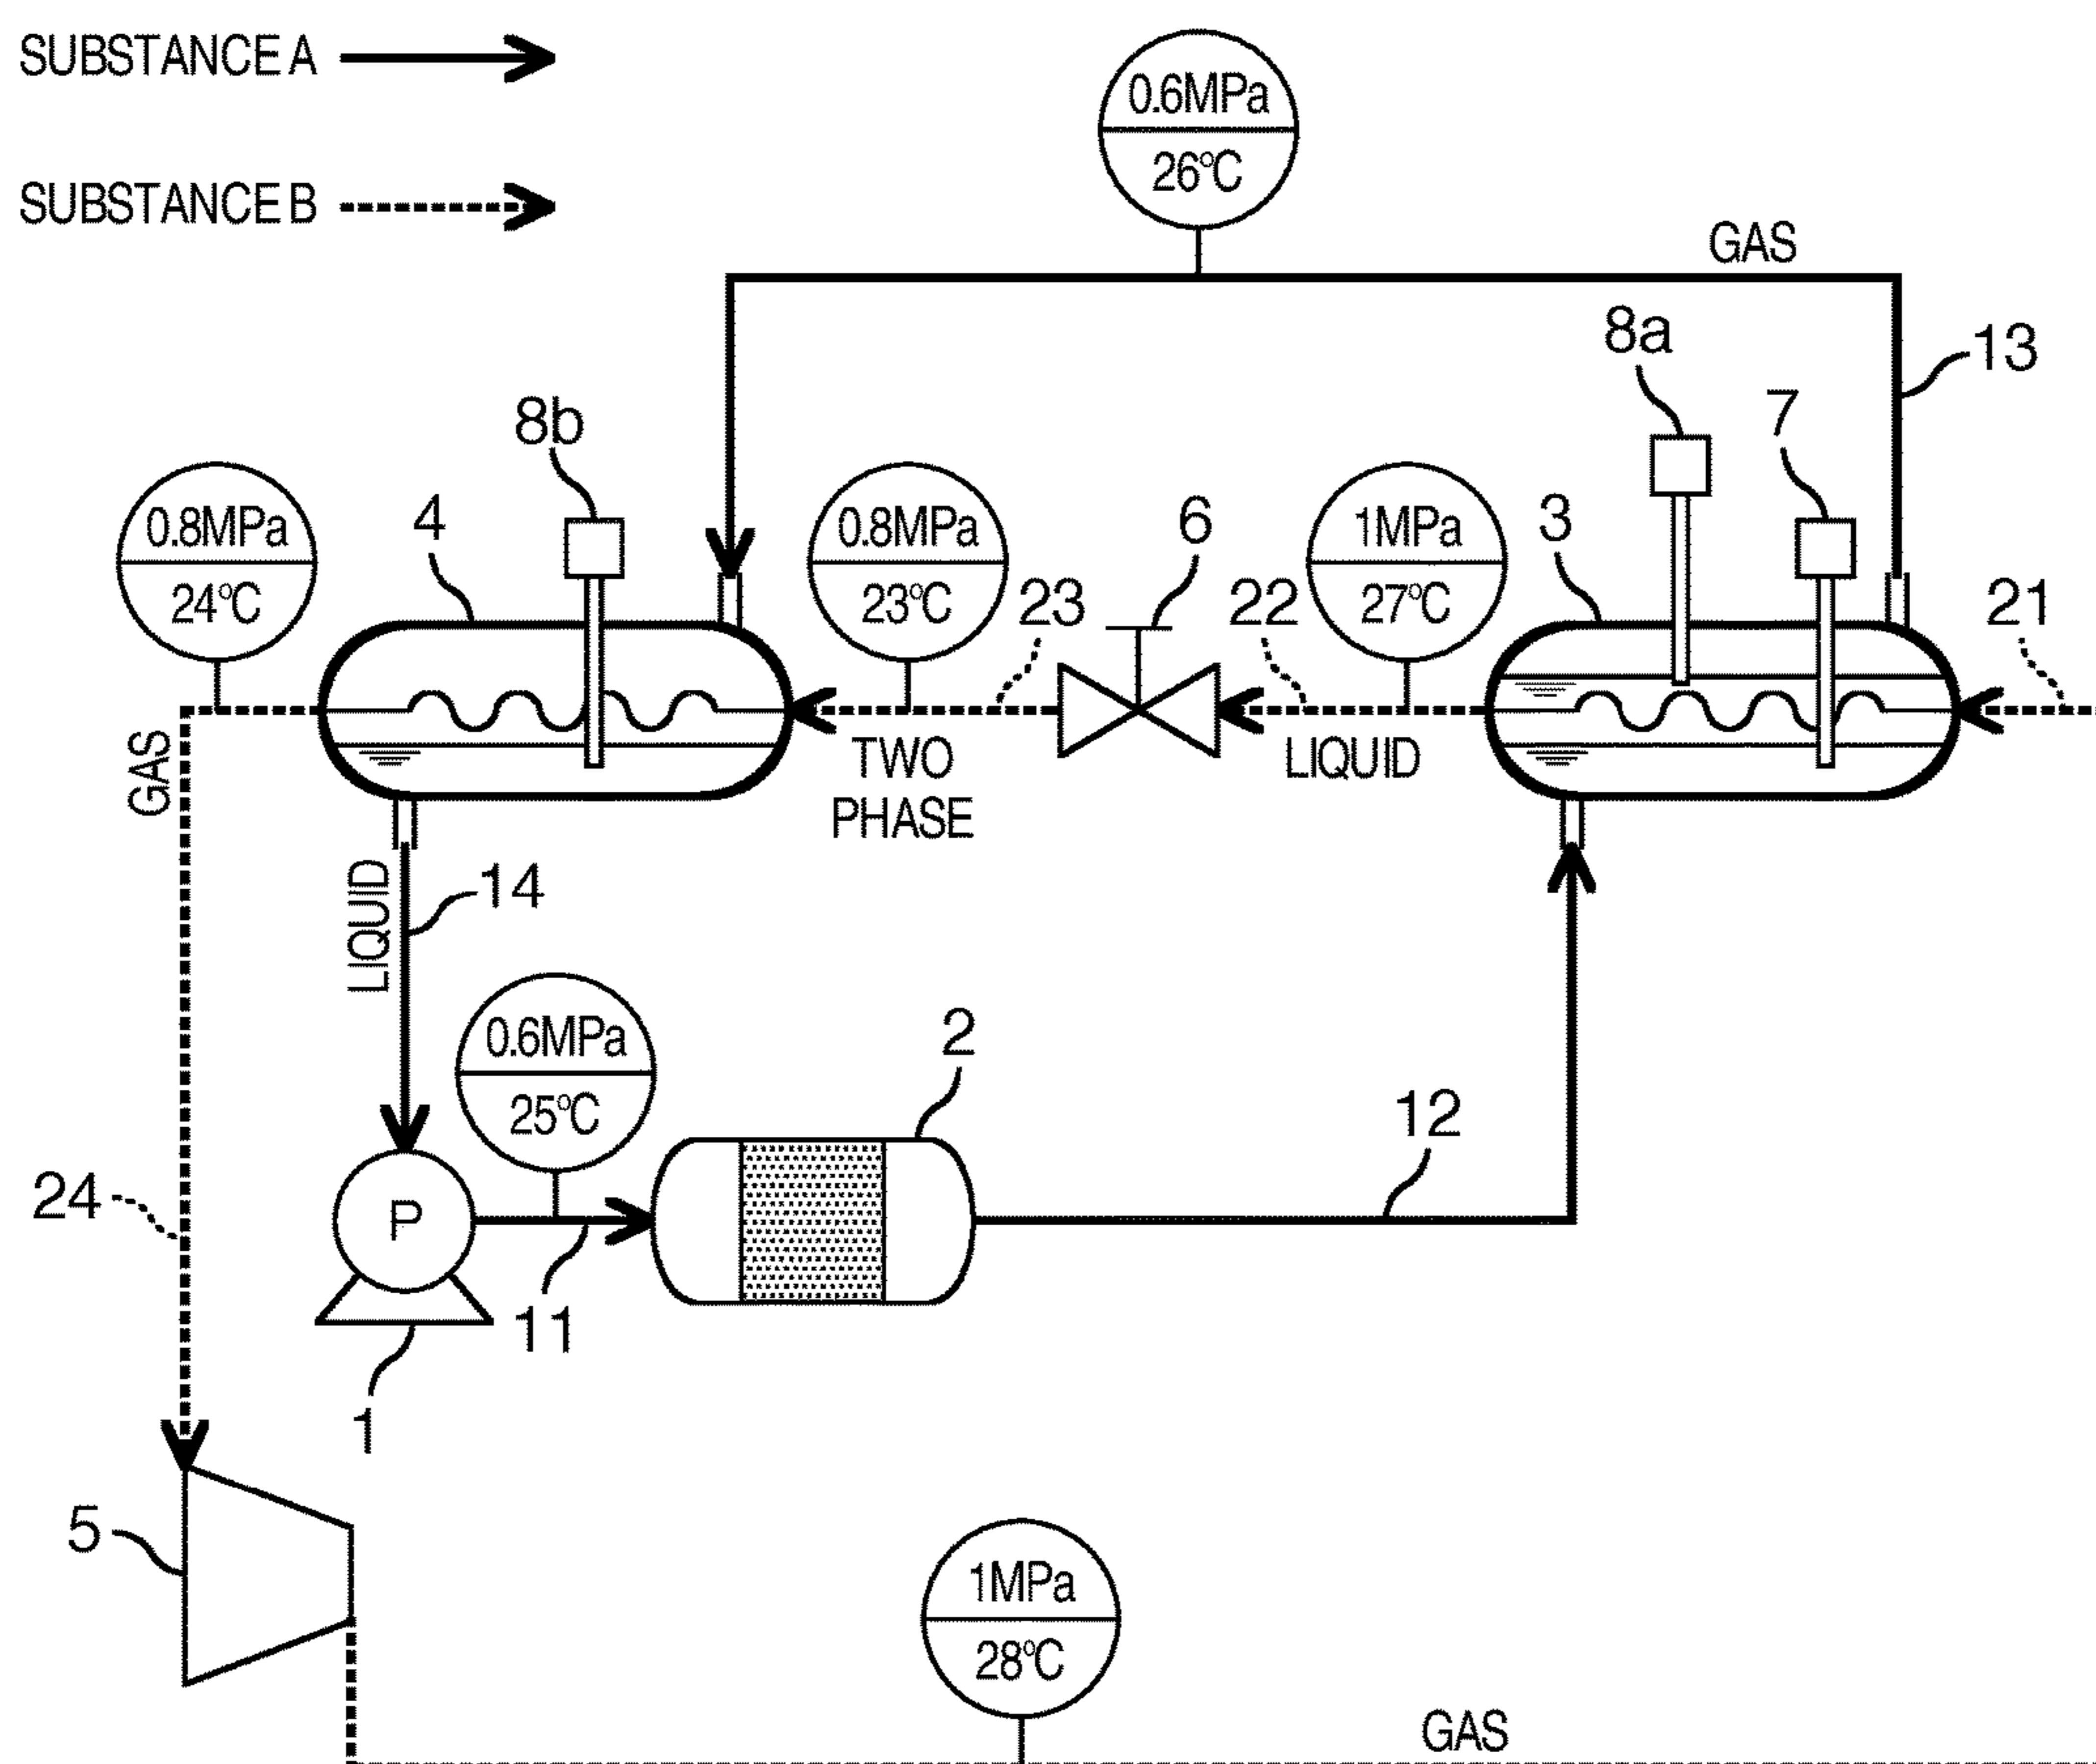 SUBSTANCE A
SUBSTANCE B
0.6MPa
26°C
GAS
8a
13
7
8b
0.8MPa
24°C
4
0.8MPa
23°C
23
6
22
1MPa
27°C
3
21
GAS
TWO
PHASE
LIQUID
LIQUID
14
0.6MPa
25°C
2
12
24
P
11
1
5
1MPa
28°C
GAS